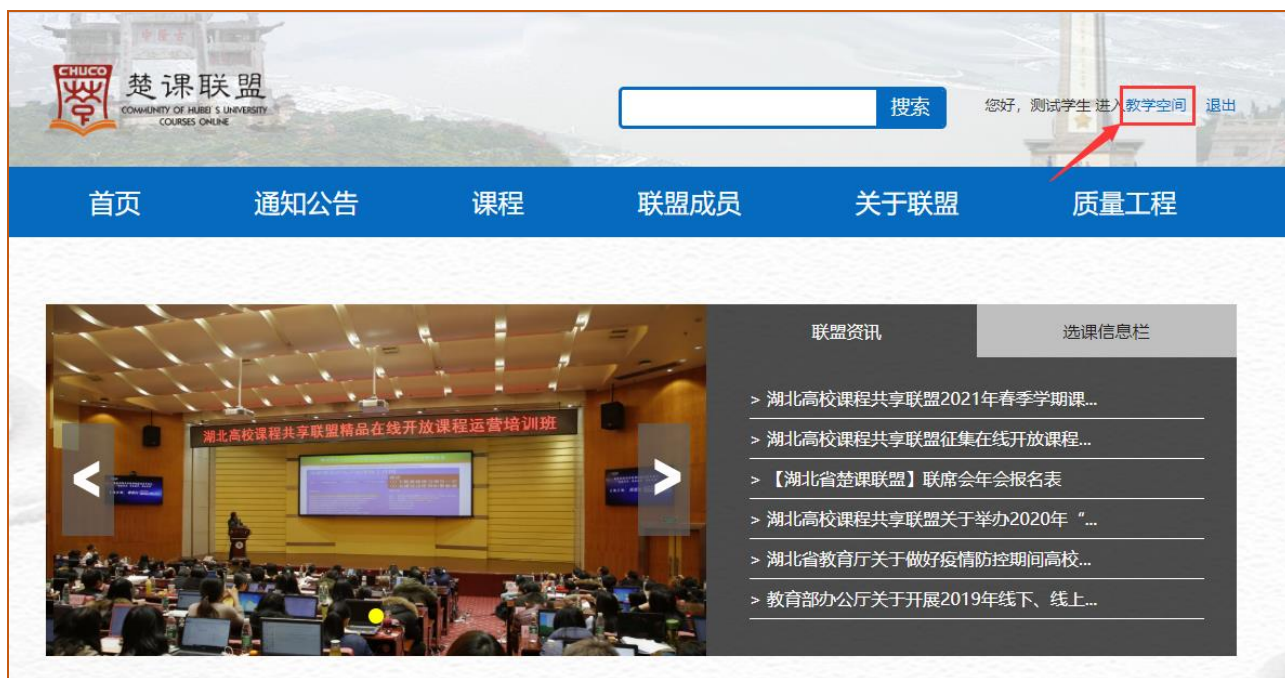 CHUCO
楚课联盟
COMMUNITY OF HUBEI S UNIVERSITY
COURSES ONLINE
搜索
您好，测试学生 进入教学空间 退出
首页 通知公告 课程 联盟成员 关于联盟 质量工程
湖北高校课程共享联盟精品在线开放课程运营培训班
< >
联盟资讯 选课信息栏
> 湖北高校课程共享联盟2021年春季学期课...
> 湖北高校课程共享联盟征集在线开放课程...
> 【湖北省楚课联盟】联席会年会报名表
> 湖北高校课程共享联盟关于举办2020年“...
> 湖北省教育厅关于做好疫情防控期间高校...
> 教育部办公厅关于开展2019年线下、线上...